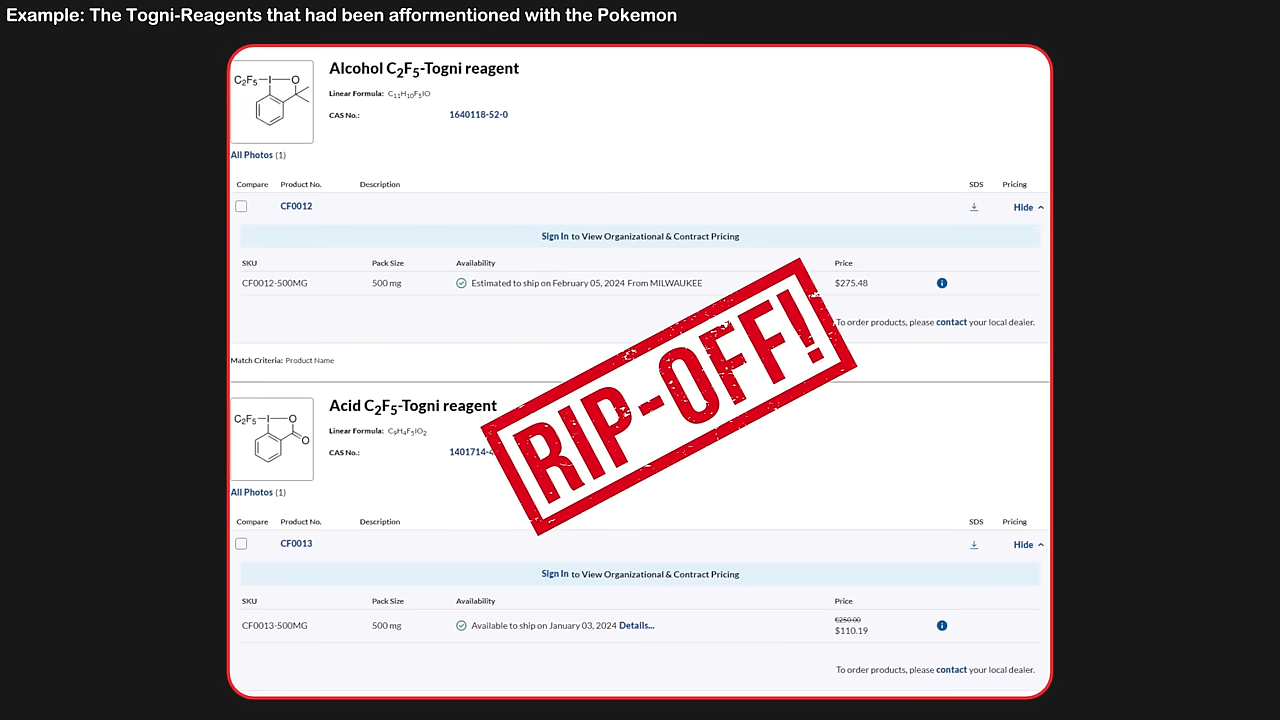 Example: The Togni-Reagents that had been afformentioned with the Pokemon
C2F5 I O
Alcohol C2F5-Togni reagent
Linear Formula: C11H10F5IO
CAS No.: 1640118-52-0
All Photos (1)
Compare Product No. Description SDS Pricing
CF0012 Hide
Sign In to View Organizational & Contract Pricing
SKU Pack Size Availability Price
CF0012-500MG 500 mg Estimated to ship on February 05, 2024 From MILWAUKEE $275.48
To order products, please contact your local dealer.
Match Criteria: Product Name
RIP-OFF!
C2F5 I O
O
Acid C2F5-Togni reagent
Linear Formula: C9H4F5IO2
CAS No.: 1401714-4
All Photos (1)
Compare Product No. Description SDS Pricing
CF0013 Hide
Sign In to View Organizational & Contract Pricing
SKU Pack Size Availability Price
CF0013-500MG 500 mg Available to ship on January 03, 2024 Details... €250.00
$110.19
To order products, please contact your local dealer.